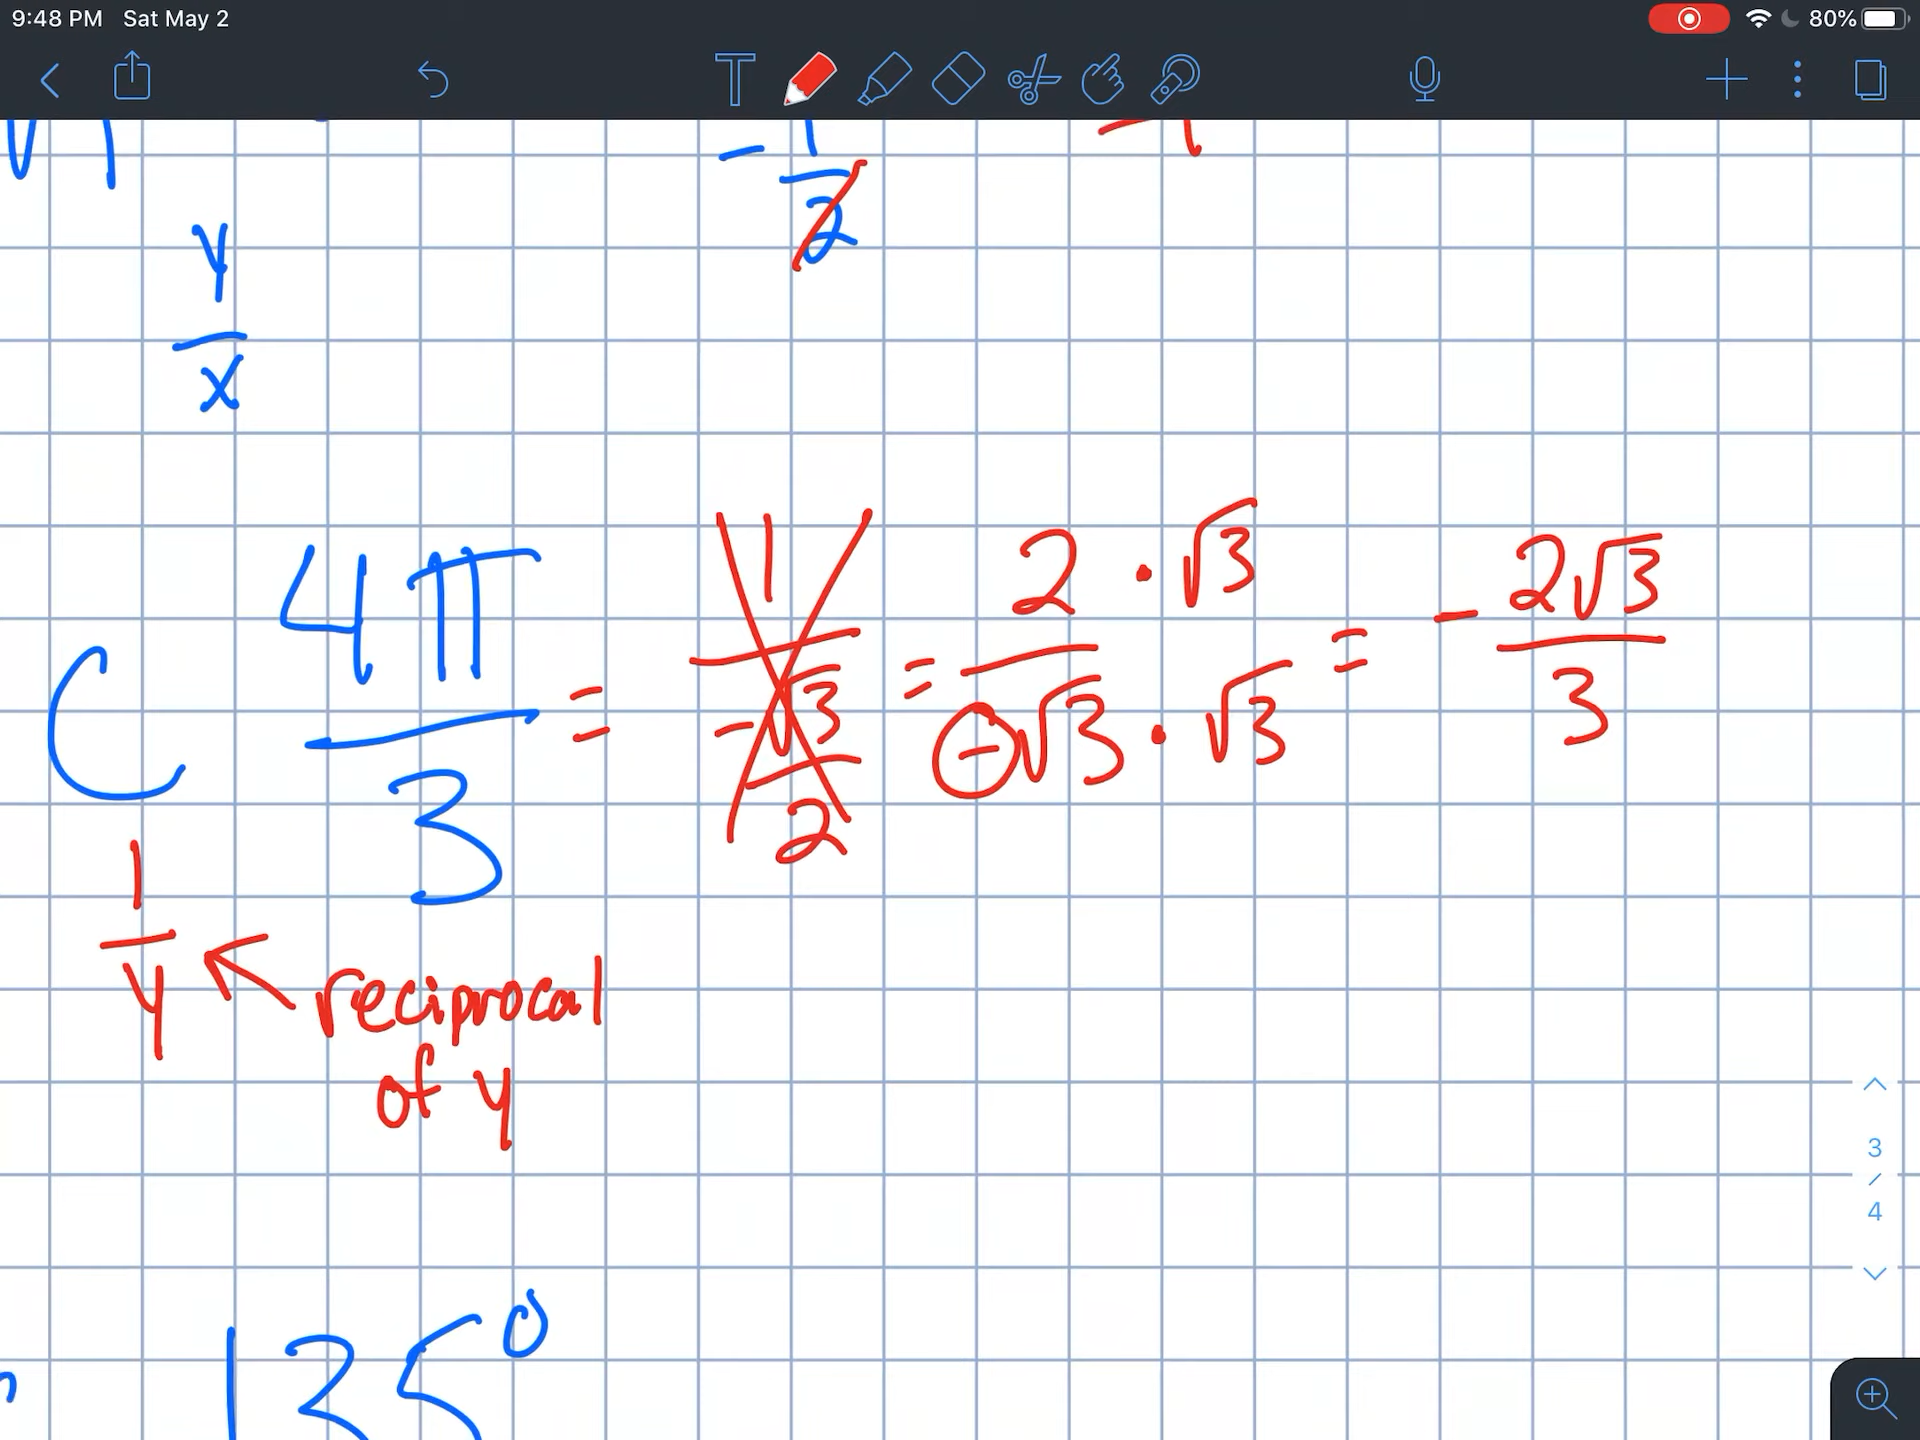 9:48 PM Sat May 2
80%
T
-1/2
y/x
C 4π/3 = 1/(-√3/2) = 2·√3/(-√3·√3) = -2√3/3
1/y
reciprocal
of y
3
/
4
135°